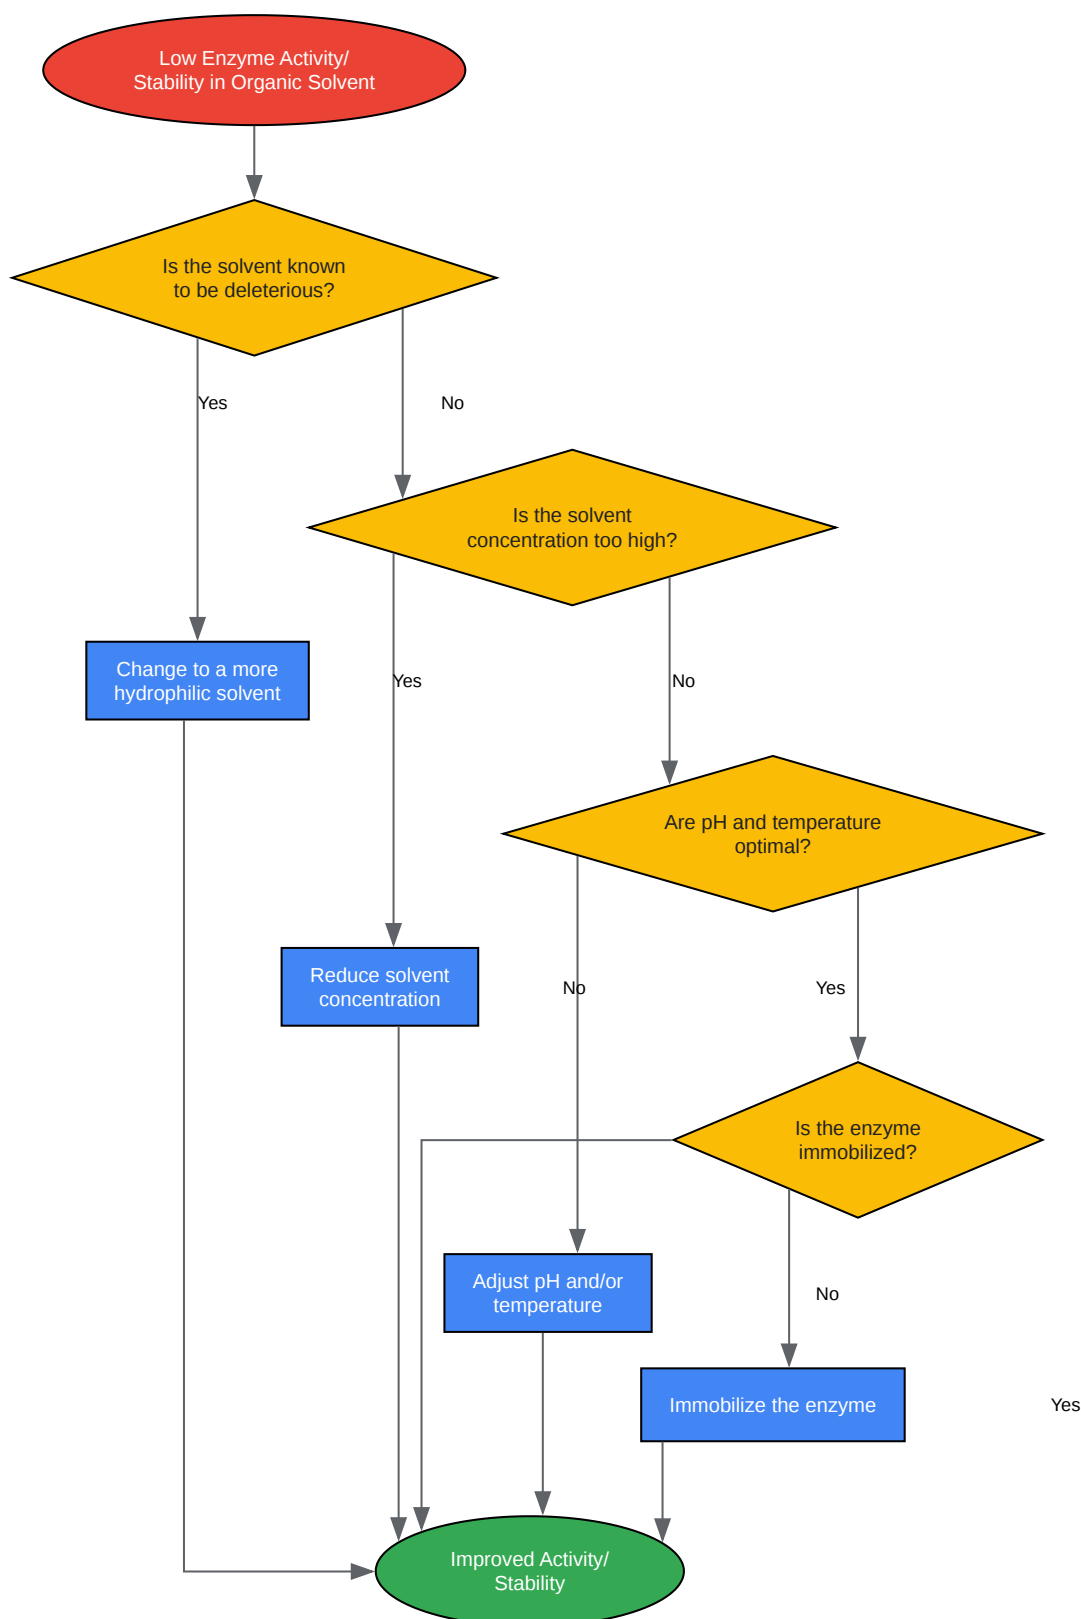 Low Enzyme Activity/
Stability in Organic Solvent
Is the solvent known
to be deleterious?
Yes
No
Is the solvent
concentration too high?
Change to a more
hydrophilic solvent
Yes
No
Are pH and temperature
optimal?
Reduce solvent
concentration
No
Yes
Is the enzyme
immobilized?
Adjust pH and/or
temperature
No
Immobilize the enzyme
Yes
Improved Activity/
Stability